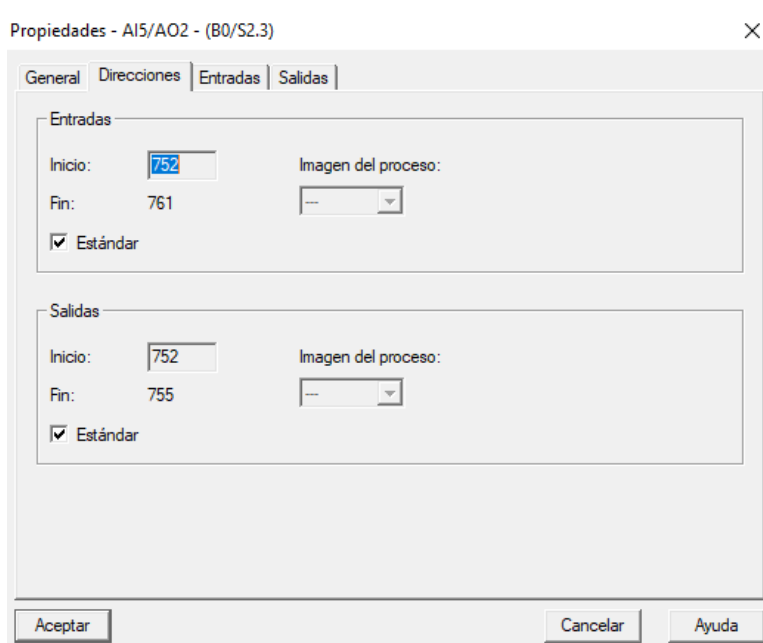 Propiedades - AI5/AO2 - (B0/S2.3)
General Direcciones Entradas Salidas
Entradas
Inicio: 752 Imagen del proceso:
Fin: 761 ---
Estándar
Salidas
Inicio: 752 Imagen del proceso:
Fin: 755 ---
Estándar
Aceptar Cancelar Ayuda